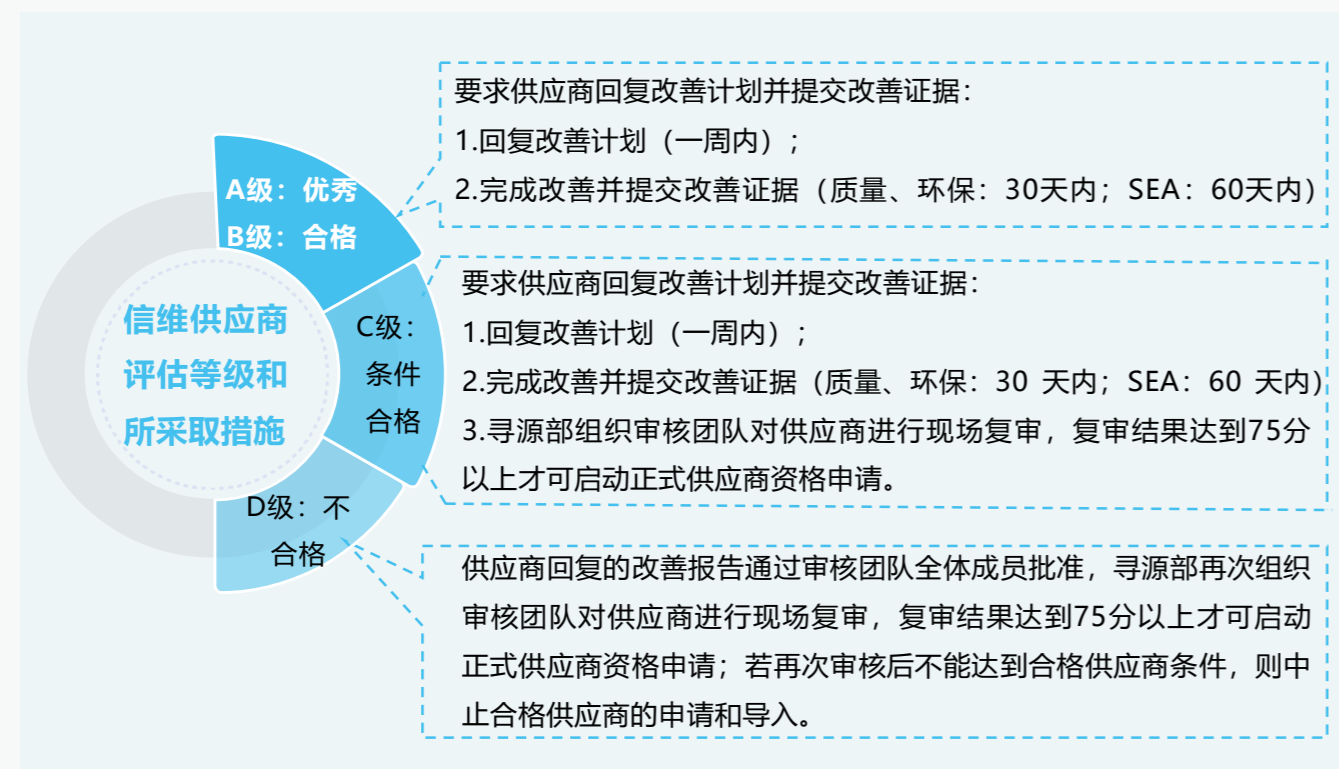 信维供应商
评估等级和
所采取措施
A级：优秀
B级：合格
要求供应商回复改善计划并提交改善证据：
1.回复改善计划（一周内）；
2.完成改善并提交改善证据（质量、环保：30天内；SEA：60天内）
C级：
条件
合格
要求供应商回复改善计划并提交改善证据：
1.回复改善计划（一周内）；
2.完成改善并提交改善证据（质量、环保：30 天内；SEA：60 天内）
3.寻源部组织审核团队对供应商进行现场复审，复审结果达到75分
以上才可启动正式供应商资格申请。
D级：不
合格
供应商回复的改善报告通过审核团队全体成员批准，寻源部再次组织
审核团队对供应商进行现场复审，复审结果达到75分以上才可启动
正式供应商资格申请；若再次审核后不能达到合格供应商条件，则中
止合格供应商的申请和导入。